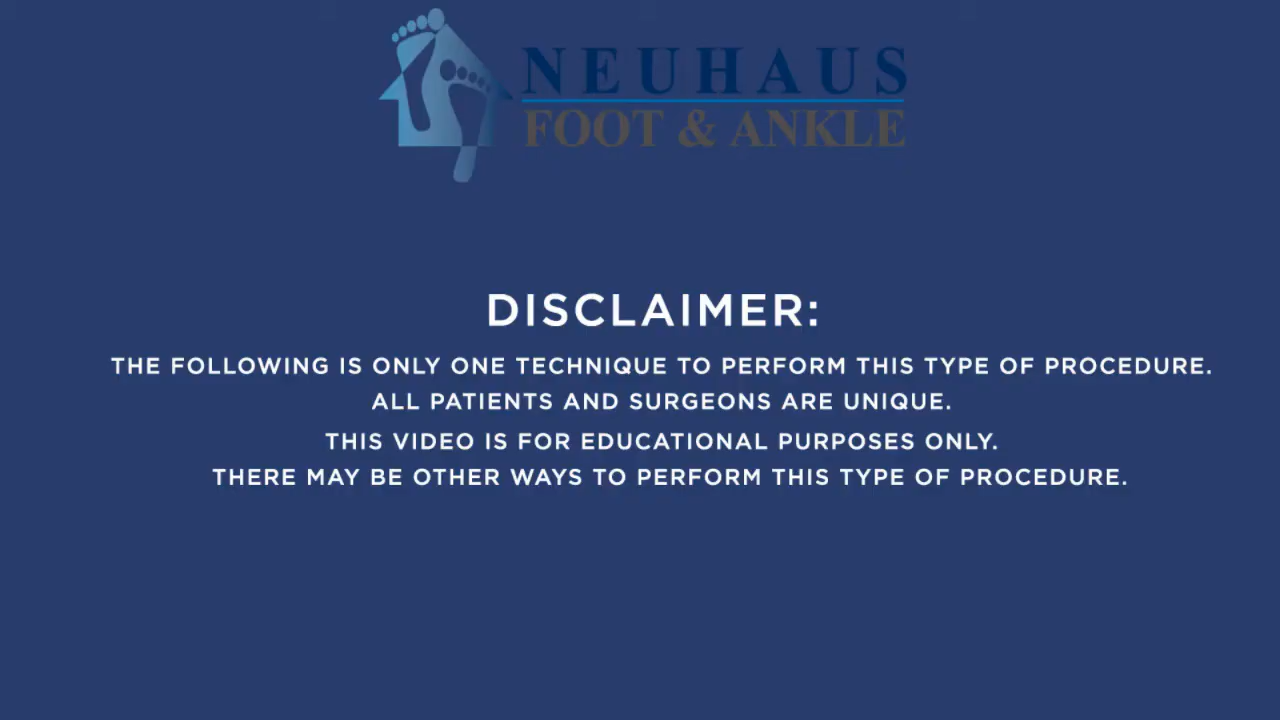 NEUHAUS
FOOT & ANKLE
DISCLAIMER:
THE FOLLOWING IS ONLY ONE TECHNIQUE TO PERFORM THIS TYPE OF PROCEDURE.
ALL PATIENTS AND SURGEONS ARE UNIQUE.
THIS VIDEO IS FOR EDUCATIONAL PURPOSES ONLY.
THERE MAY BE OTHER WAYS TO PERFORM THIS TYPE OF PROCEDURE.